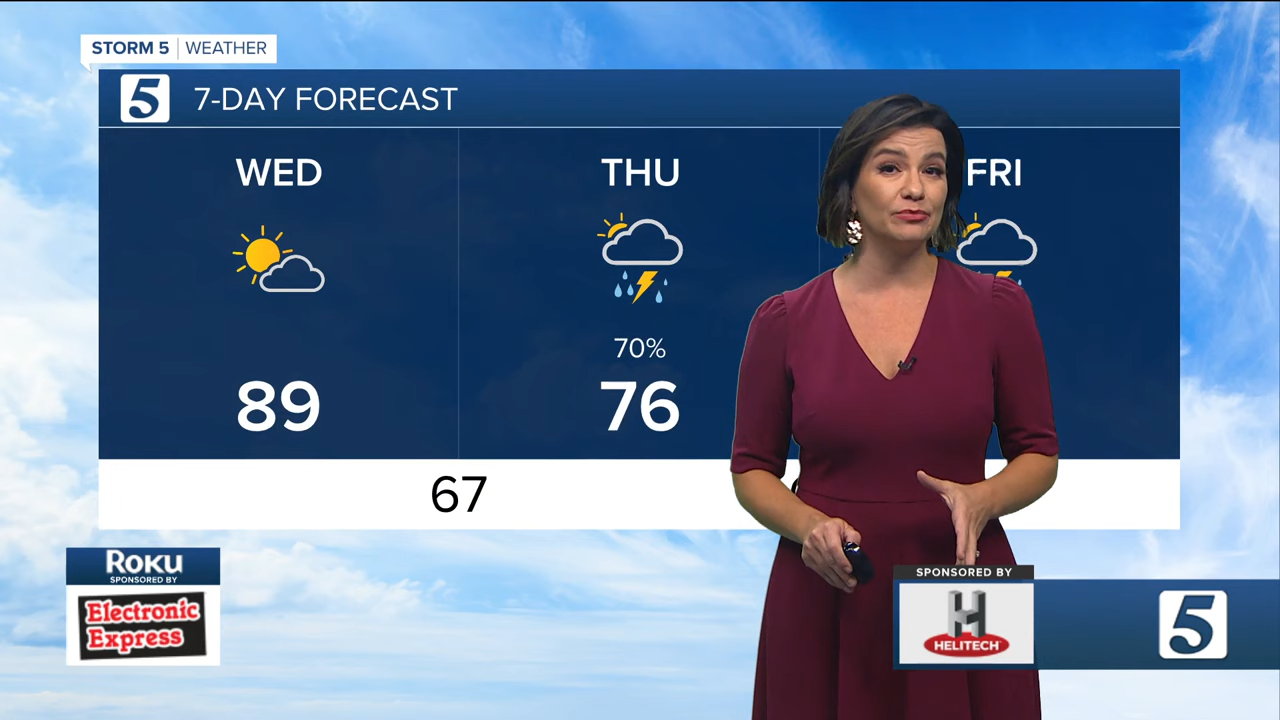 STORM 5 WEATHER
5 7-DAY FORECAST
WED THU FRI
70%
89 76
67
ROKU
SPONSORED BY
Electronic
Express
SPONSORED BY
H
HELITECH
5